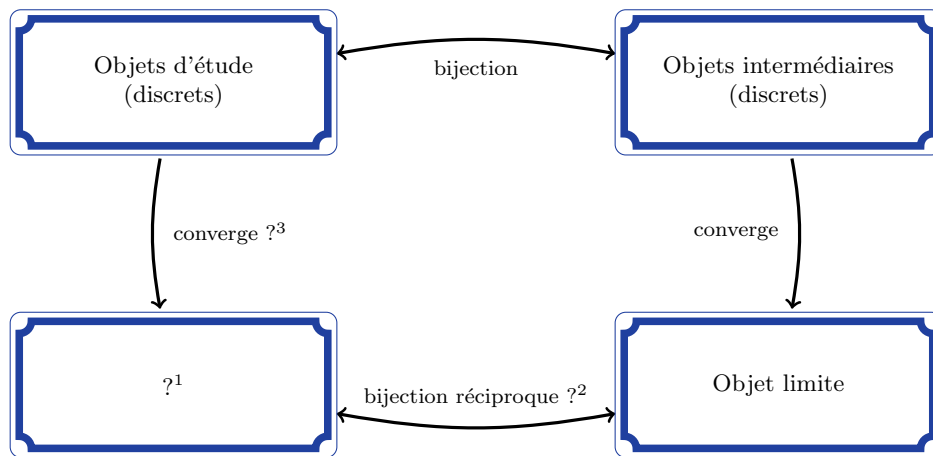 Objets d'étude
(discrets)
bijection
Objets intermédiaires
(discrets)
converge ?³
converge
?¹
bijection réciproque ?²
Objet limite